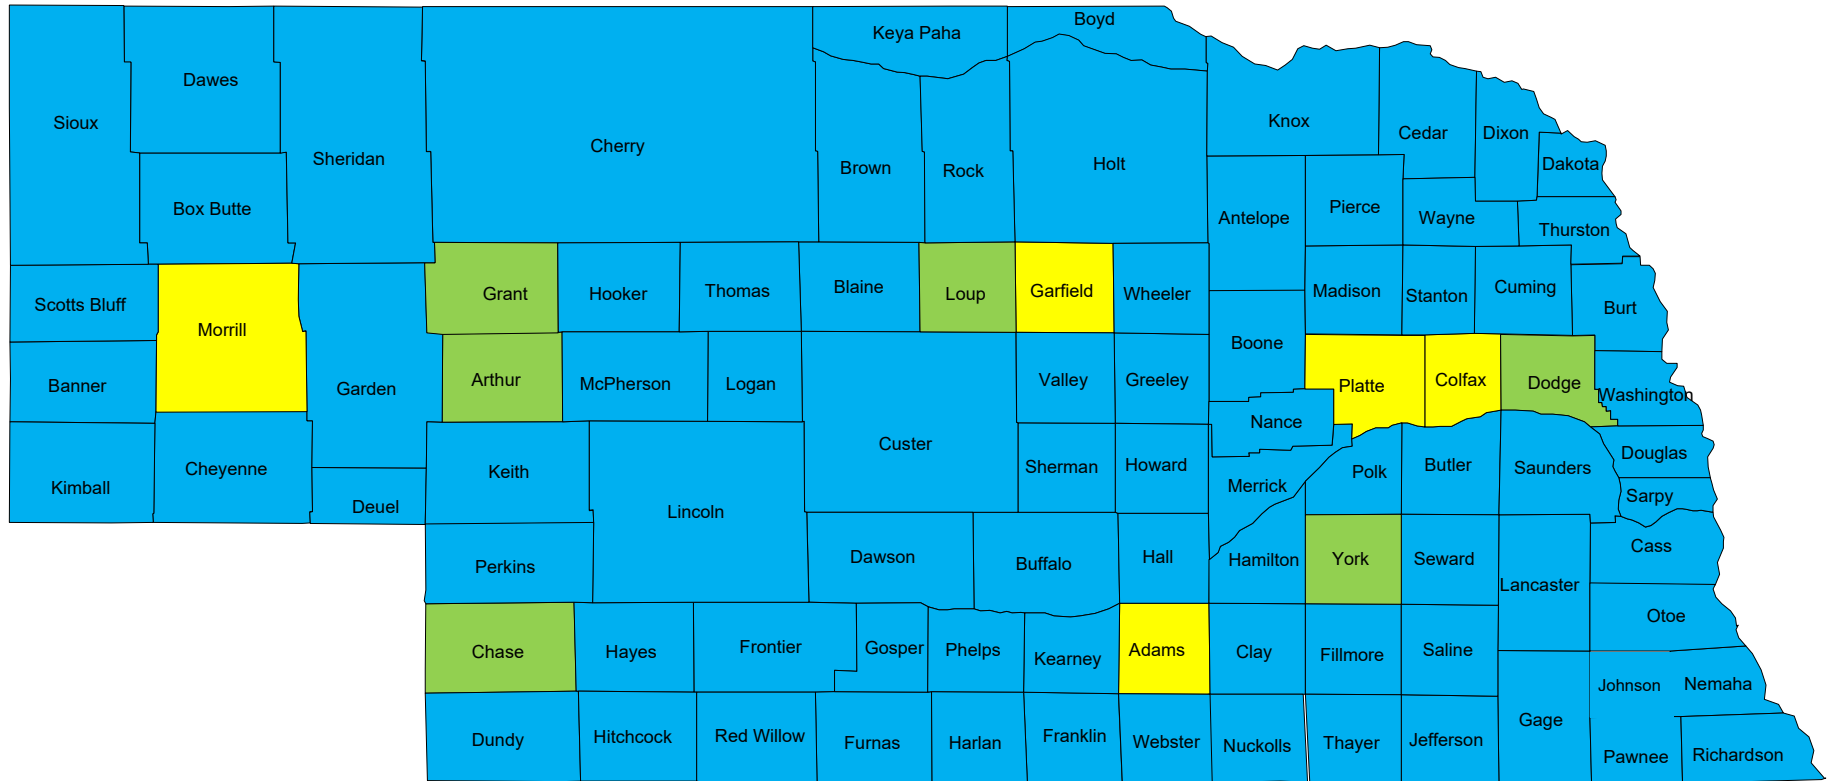 Boyd
Keya Paha
Dawes
Sioux
Knox
Cedar
Dixon
Cherry
Sheridan
Dakota
Holt
Brown
Rock
Box Butte
Pierce
Antelope
Wayne
Thurston
Grant
Hooker
Thomas
Blaine
Loup
Garfield
Wheeler
Madison
Stanton
Cuming
Burt
Scotts Bluff
Morrill
Boone
Banner
Garden
Arthur
McPherson
Logan
Valley
Greeley
Platte
Colfax
Dodge
Washington
Nance
Custer
Kimball
Cheyenne
Deuel
Keith
Lincoln
Sherman
Howard
Merrick
Polk
Butler
Saunders
Douglas
Sarpy
Perkins
Dawson
Buffalo
Hall
Hamilton
York
Seward
Lancaster
Cass
Otoe
Chase
Hayes
Frontier
Gosper
Phelps
Kearney
Adams
Clay
Fillmore
Saline
Johnson
Nemaha
Dundy
Hitchcock
Red Willow
Furnas
Harlan
Franklin
Webster
Nuckolls
Thayer
Jefferson
Gage
Pawnee
Richardson